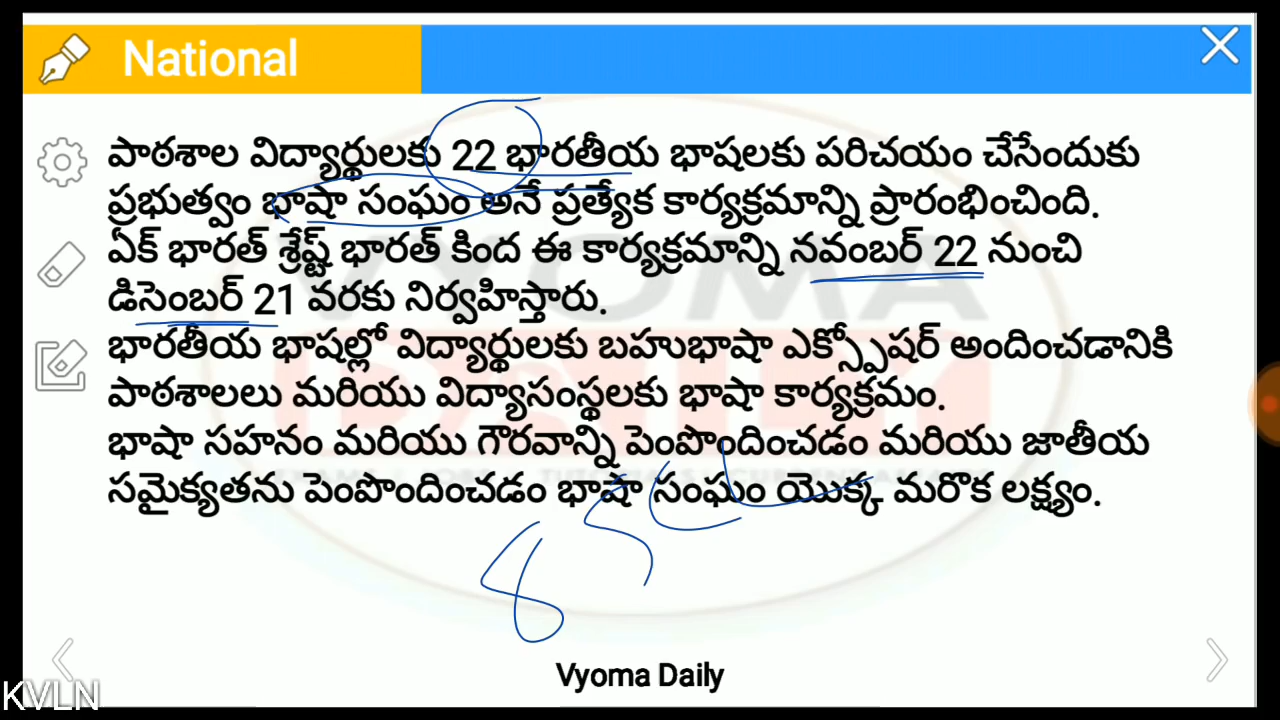 National
పాఠశాల విద్యార్థులకు 22 భారతీయ భాషలకు పరిచయం చేసేందుకు
ప్రభుత్వం భాషా సంఘం అనే ప్రత్యేక కార్యక్రమాన్ని ప్రారంభించింది.
ఏక్ భారత్ శ్రేష్ట్ భారత్ కింద ఈ కార్యక్రమాన్ని నవంబర్ 22 నుంచి
డిసెంబర్ 21 వరకు నిర్వహిస్తారు.
భారతీయ భాషల్లో విద్యార్థులకు బహుభాషా ఎక్స్పోషర్ అందించడానికి
పాఠశాలలు మరియు విద్యాసంస్థలకు భాషా కార్యక్రమం.
భాషా సహనం మరియు గౌరవాన్ని పెంపొందించడం మరియు జాతీయ
సమైక్యతను పెంపొందించడం భాషా సంఘం యొక్క మరొక లక్ష్యం.
Vyoma Daily
KVLN